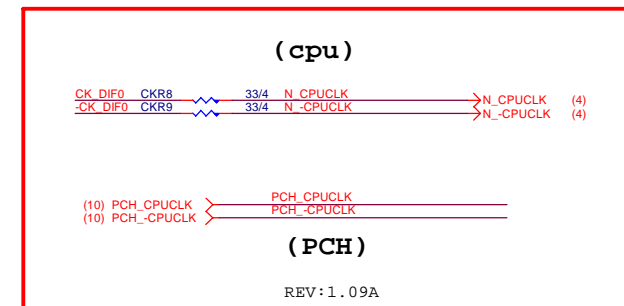 (cpu)
CK_DIF0 CKR8 33/4 N_CPUCLK N_CPUCLK (4)
-CK_DIF0 CKR9 33/4 N_-CPUCLK N_-CPUCLK (4)
(10) PCH_CPUCLK PCH_CPUCLK
(10) PCH_-CPUCLK PCH_-CPUCLK
(PCH)
REV:1.09A